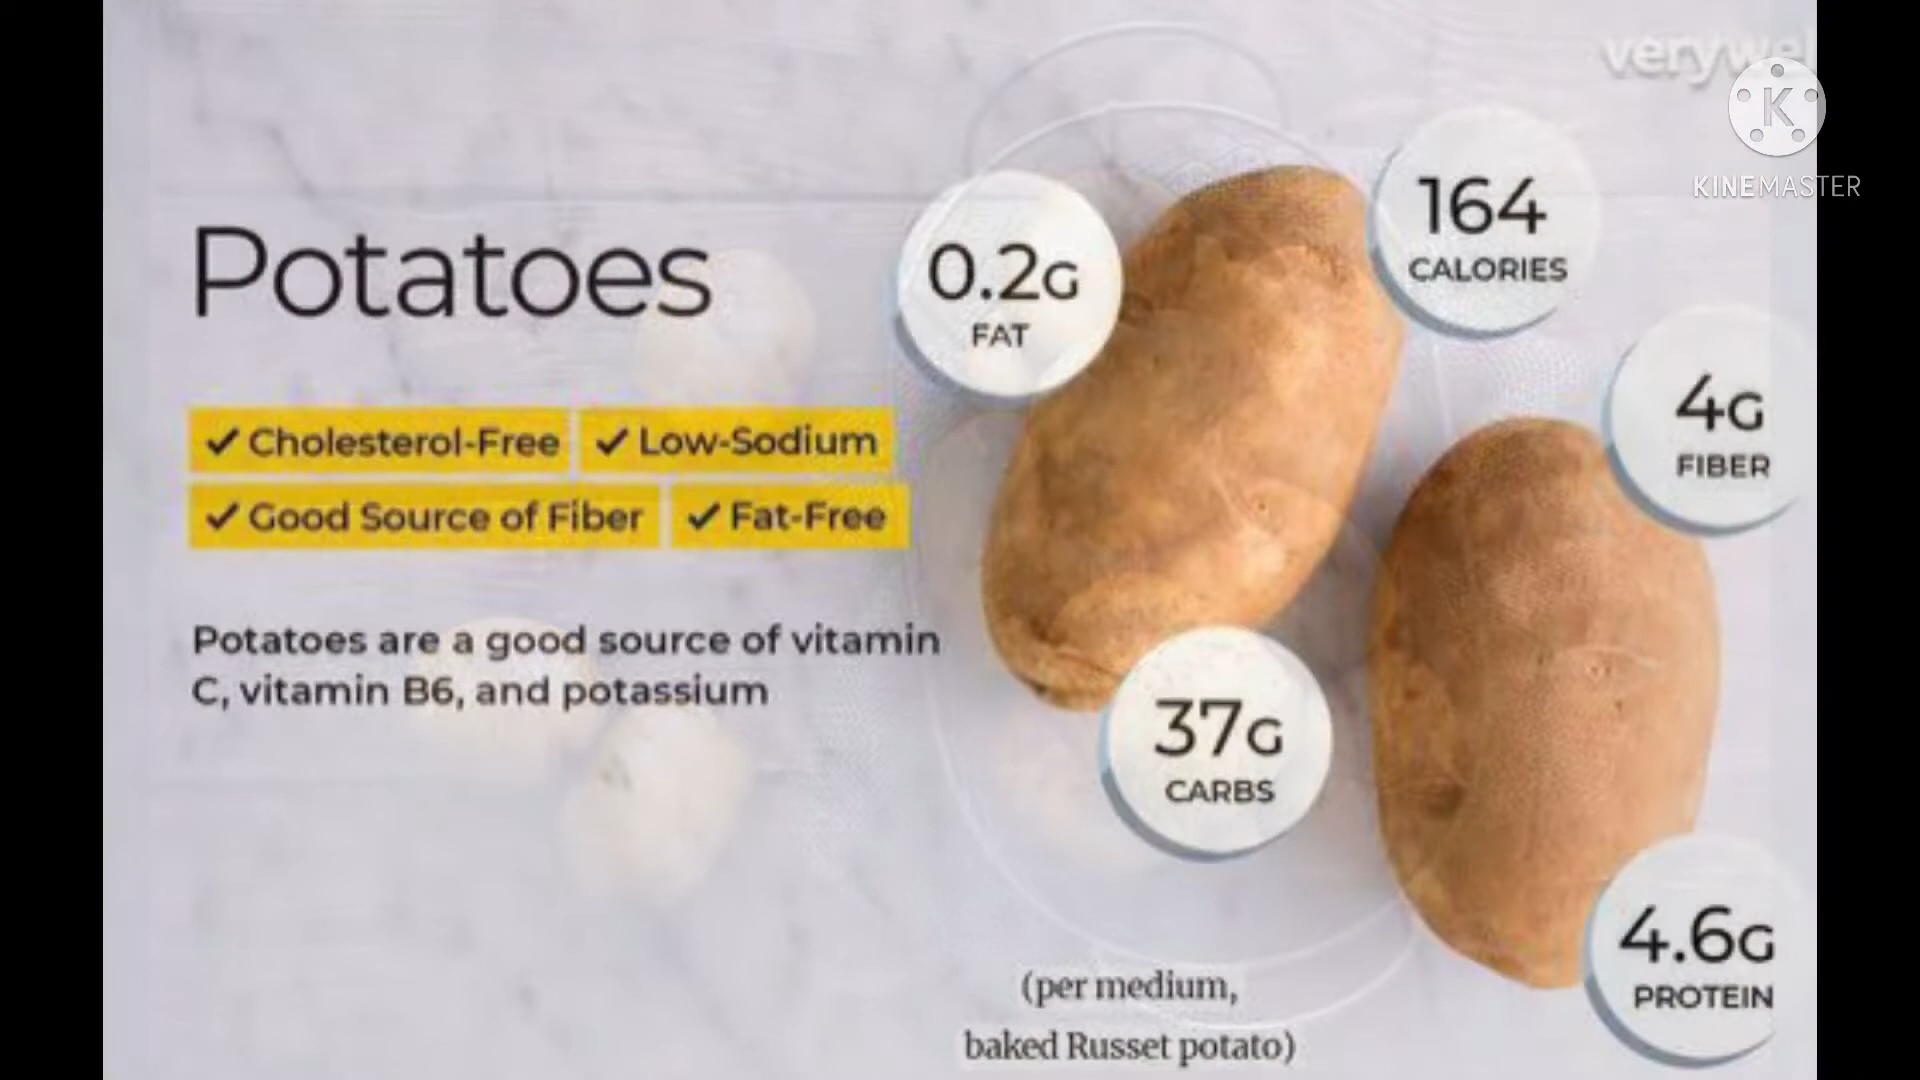 KINEMASTER
Potatoes
0.2G
FAT
164
CALORIES
4G
FIBER
✓ Cholesterol-Free ✓ Low-Sodium
✓ Good Source of Fiber ✓ Fat-Free
Potatoes are a good source of vitamin
C, vitamin B6, and potassium
37G
CARBS
4.6G
PROTEIN
(per medium,
baked Russet potato)